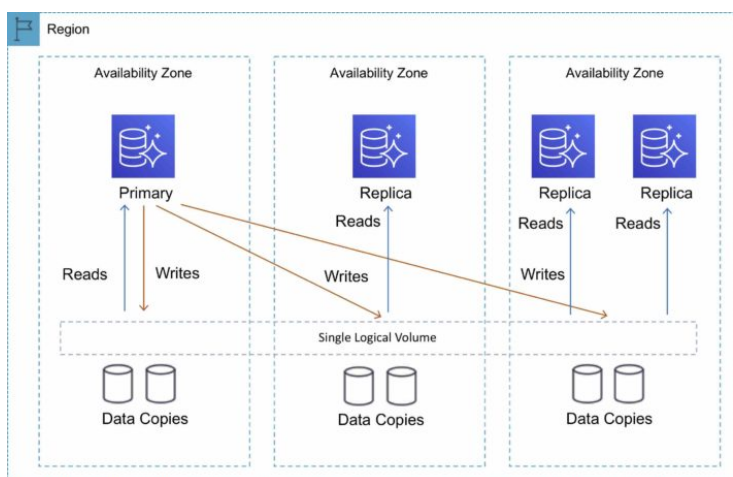 Region
Availability Zone
Availability Zone
Availability Zone
Primary
Replica
Replica
Replica
Reads
Reads
Reads
Reads
Writes
Writes
Writes
Single Logical Volume
Data Copies
Data Copies
Data Copies